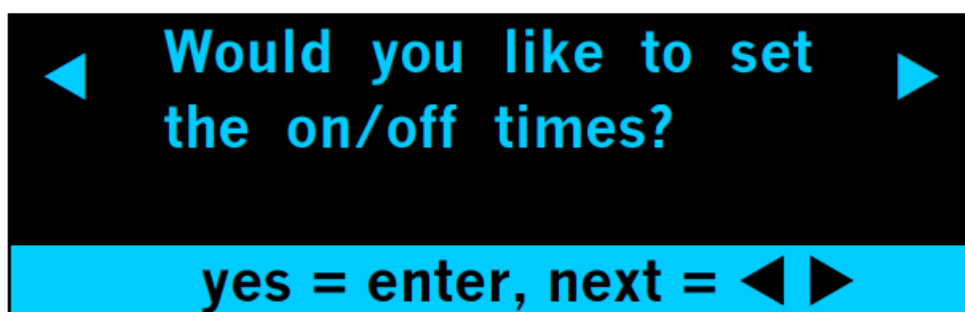 Would you like to set
the on/off times?
yes = enter, next = ◀ ▶